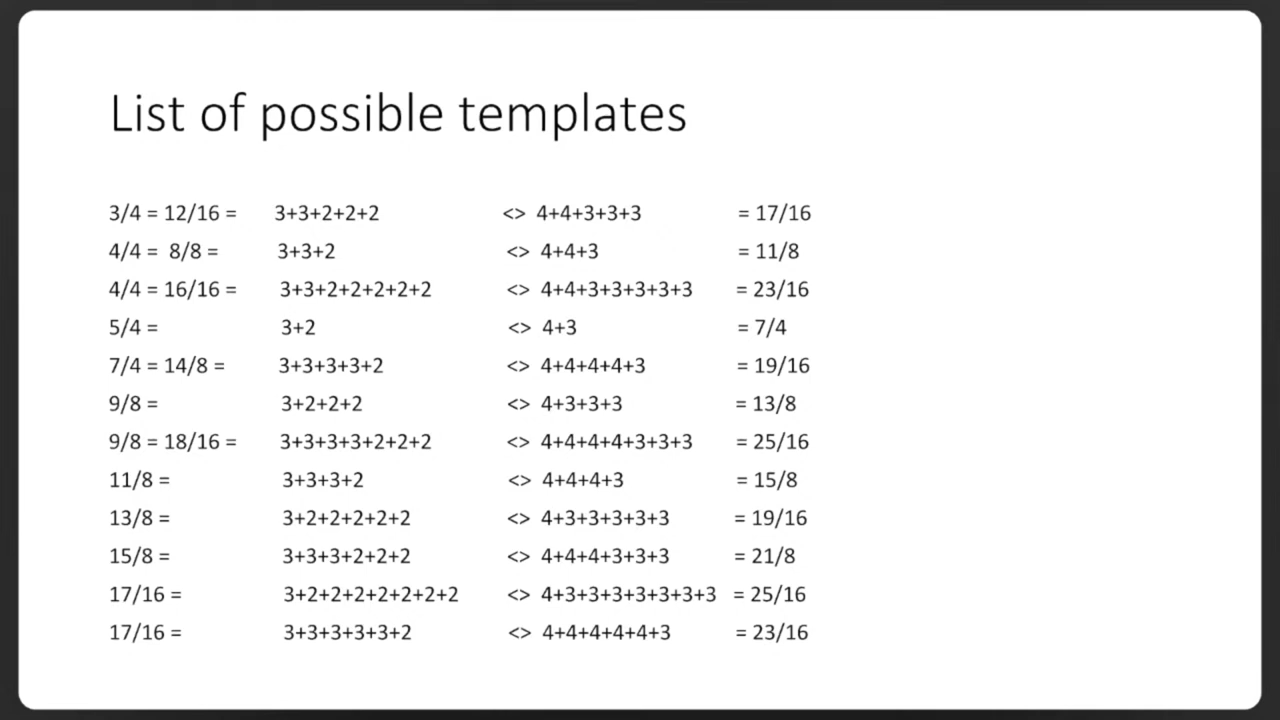 List of possible templates
3/4 = 12/16 = 3+3+2+2+2 <> 4+4+3+3+3 = 17/16
4/4 = 8/8 = 3+3+2 <> 4+4+3 = 11/8
4/4 = 16/16 = 3+3+2+2+2+2+2 <> 4+4+3+3+3+3+3 = 23/16
5/4 = 3+2 <> 4+3 = 7/4
7/4 = 14/8 = 3+3+3+3+2 <> 4+4+4+4+3 = 19/16
9/8 = 3+2+2+2 <> 4+3+3+3 = 13/8
9/8 = 18/16 = 3+3+3+3+2+2+2 <> 4+4+4+4+3+3+3 = 25/16
11/8 = 3+3+3+2 <> 4+4+4+3 = 15/8
13/8 = 3+2+2+2+2+2 <> 4+3+3+3+3+3 = 19/16
15/8 = 3+3+3+2+2+2 <> 4+4+4+3+3+3 = 21/8
17/16 = 3+2+2+2+2+2+2+2 <> 4+3+3+3+3+3+3+3 = 25/16
17/16 = 3+3+3+3+3+2 <> 4+4+4+4+4+3 = 23/16